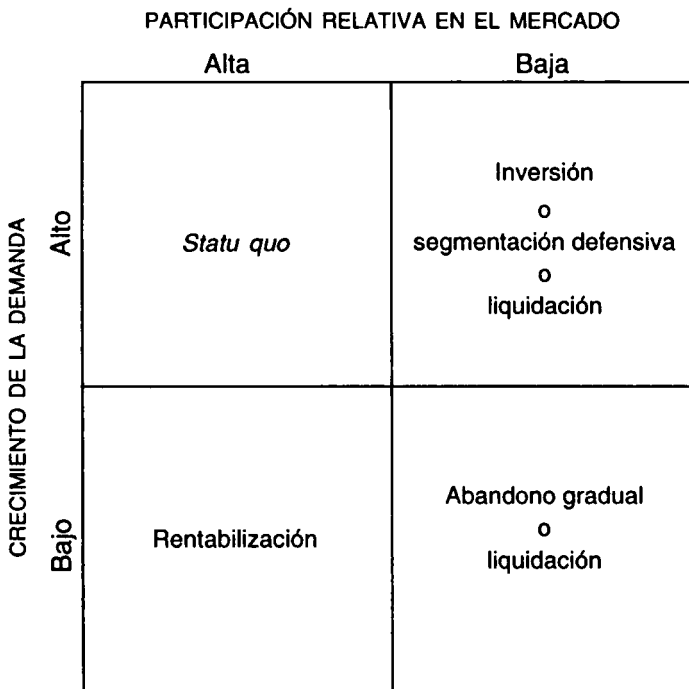 PARTICIPACIÓN RELATIVA EN EL MERCADO
Alta
Baja
CRECIMIENTO DE LA DEMANDA
Alto
Statu quo
Inversión
o
segmentación defensiva
o
liquidación
Bajo
Rentabilización
Abandono gradual
o
liquidación